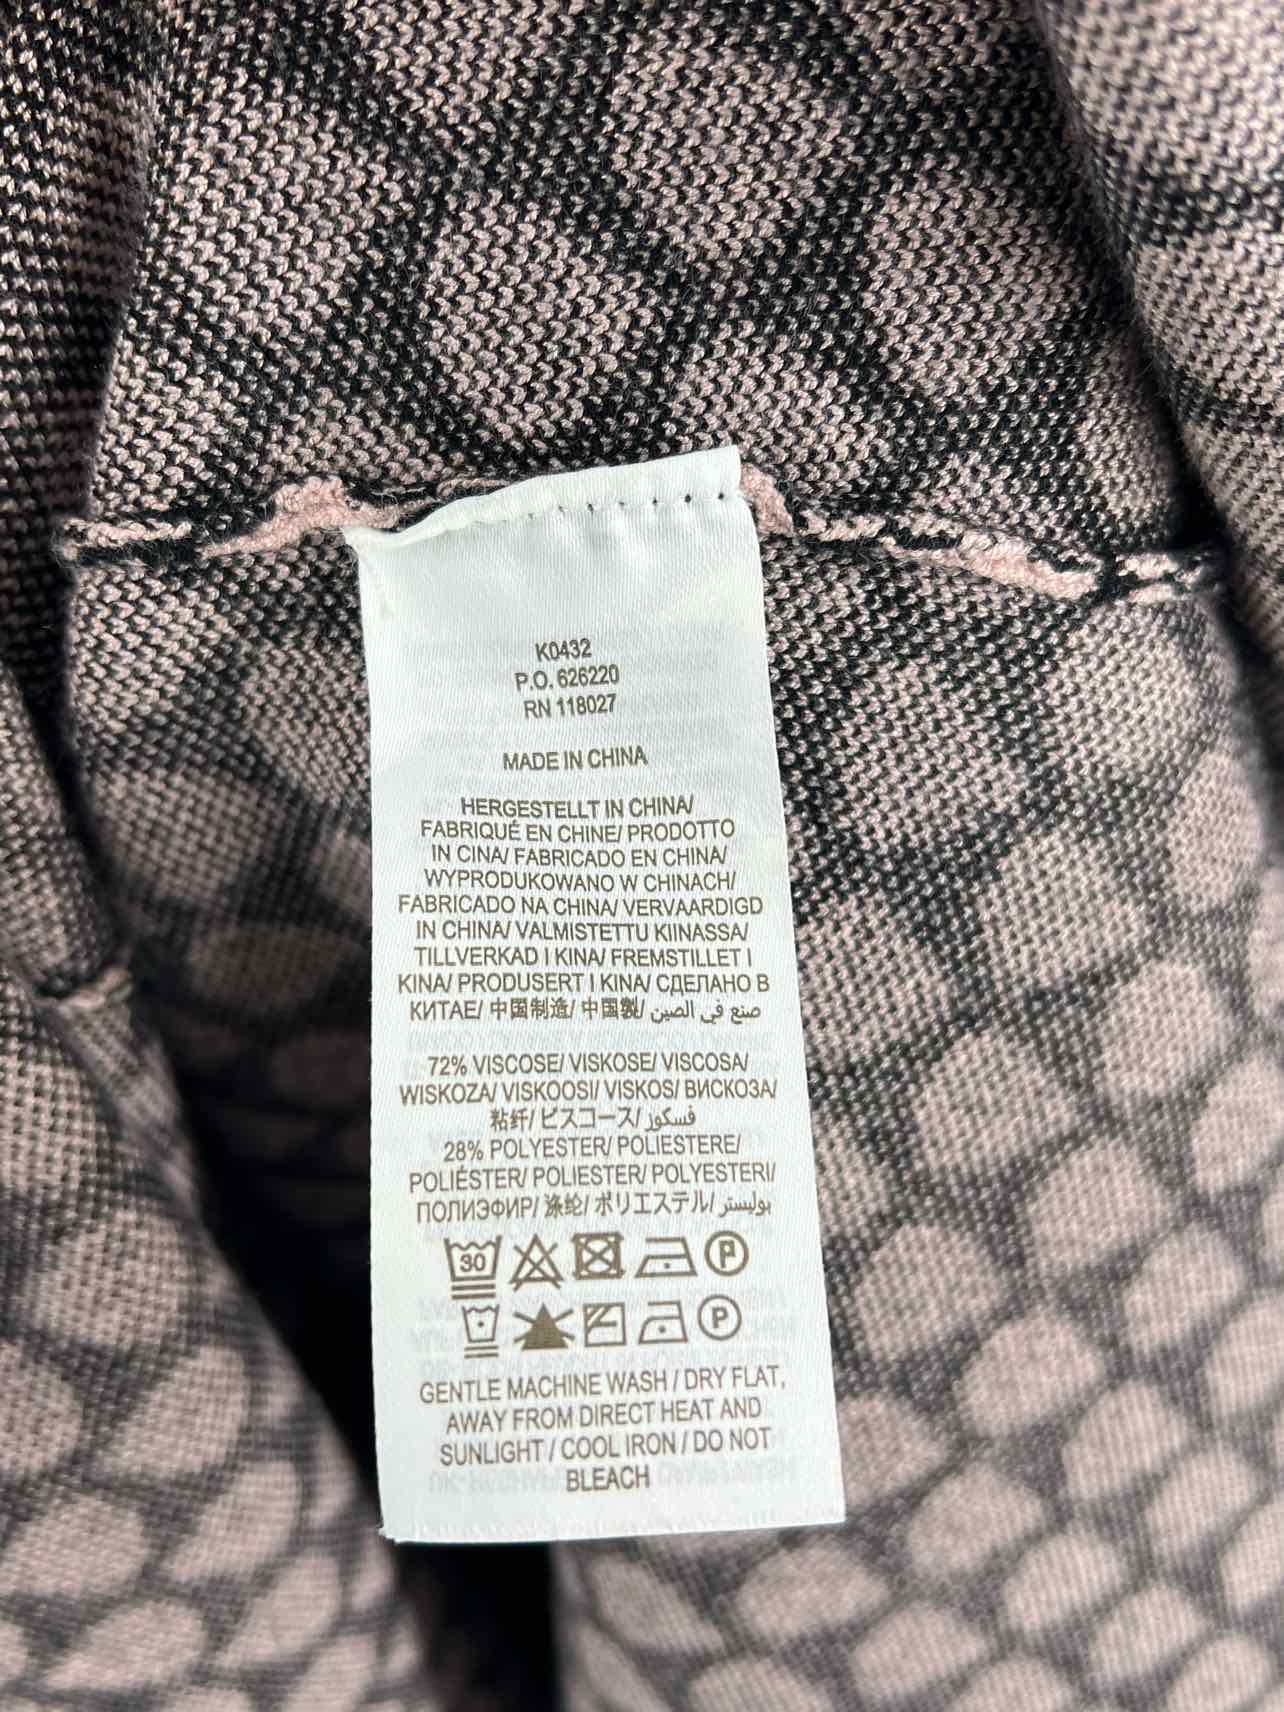 K0432
P.O. 626220
RN 118027
MADE IN CHINA
HERGESTELLT IN CHINA/
FABRIQUÉ EN CHINE/ PRODOTTO
IN CINA/ FABRICADO EN CHINA/
WYPRODUKOWANO W CHINACH/
FABRICADO NA CHINA/ VERVAARDIGD
IN CHINA/ VALMISTETTU KIINASSA/
TILLVERKAD I KINA/ FREMSTILLET I
KINA/ PRODUSERT I KINA/ СДЕЛАНО В
КИТАЕ/ 中国制造/ 中国製/ صنع في الصين
72% VISCOSE/ VISKOSE/ VISCOSA/
WISKOZA/ VISKOOSI/ VISKOS/ ВИСКОЗА/
粘纤/ ビスコース/ فسكوز
28% POLYESTER/ POLIESTERE/
POLIÉSTER/ POLIESTER/ POLYESTERI/
ПОЛИЭФИР/ 涤纶/ ポリエステル/ بوليستر
30 P
P
GENTLE MACHINE WASH / DRY FLAT,
AWAY FROM DIRECT HEAT AND
SUNLIGHT / COOL IRON / DO NOT
BLEACH